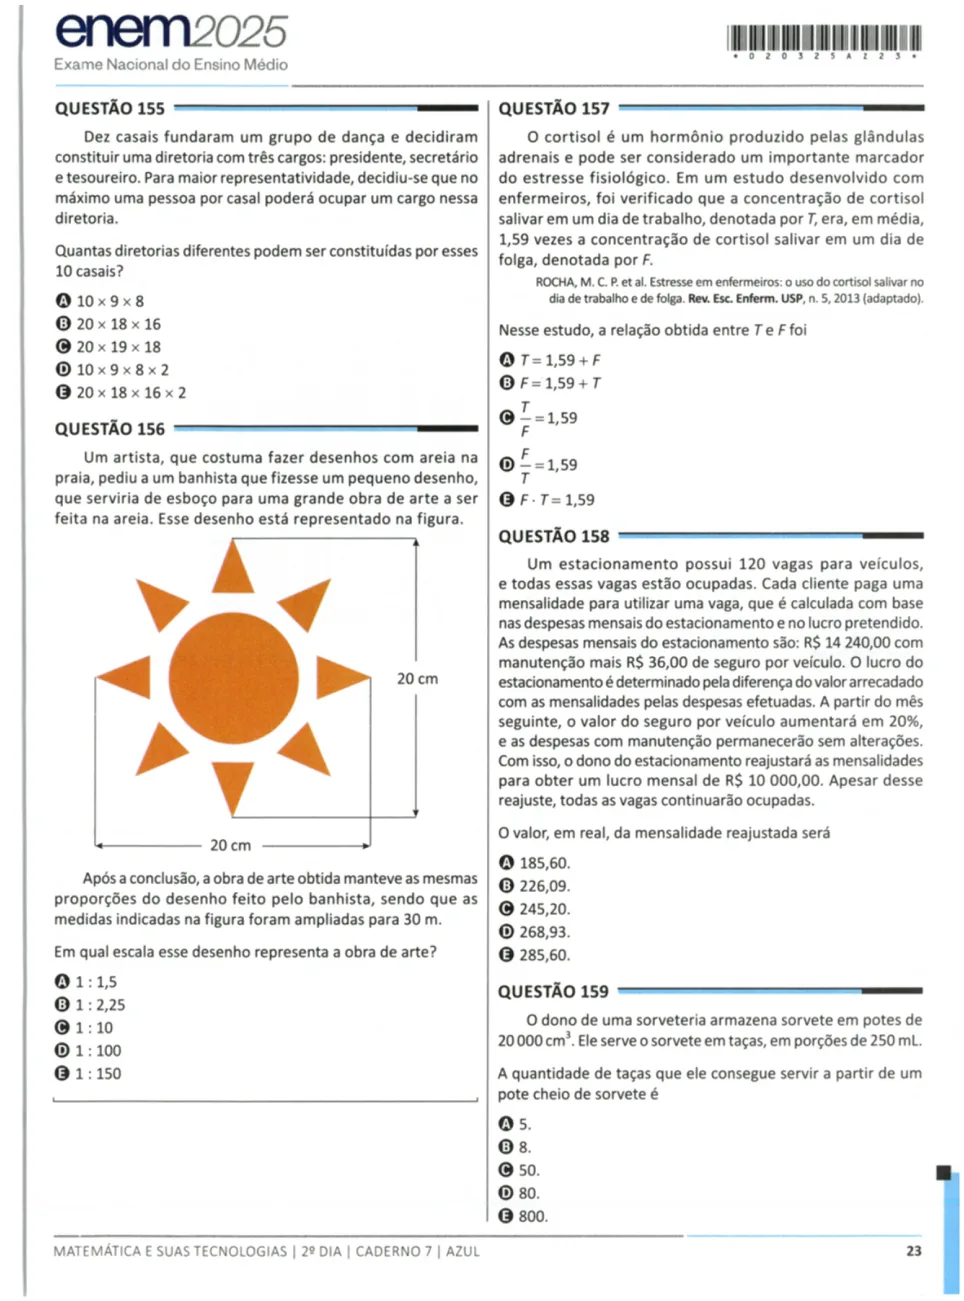 enem2025
Exame Nacional do Ensino Médio
*020325AZ23*
QUESTÃO 155
Dez casais fundaram um grupo de dança e decidiram
constituir uma diretoria com três cargos: presidente, secretário
e tesoureiro. Para maior representatividade, decidiu-se que no
máximo uma pessoa por casal poderá ocupar um cargo nessa
diretoria.
Quantas diretorias diferentes podem ser constituídas por esses
10 casais?
A 10 x 9 x 8
B 20 x 18 x 16
C 20 x 19 x 18
D 10 x 9 x 8 x 2
E 20 x 18 x 16 x 2
QUESTÃO 156
Um artista, que costuma fazer desenhos com areia na
praia, pediu a um banhista que fizesse um pequeno desenho,
que serviria de esboço para uma grande obra de arte a ser
feita na areia. Esse desenho está representado na figura.
20 cm
20 cm
Após a conclusão, a obra de arte obtida manteve as mesmas
proporções do desenho feito pelo banhista, sendo que as
medidas indicadas na figura foram ampliadas para 30 m.
Em qual escala esse desenho representa a obra de arte?
A 1 : 1,5
B 1 : 2,25
C 1 : 10
D 1 : 100
E 1 : 150
QUESTÃO 157
O cortisol é um hormônio produzido pelas glândulas
adrenais e pode ser considerado um importante marcador
do estresse fisiológico. Em um estudo desenvolvido com
enfermeiros, foi verificado que a concentração de cortisol
salivar em um dia de trabalho, denotada por T, era, em média,
1,59 vezes a concentração de cortisol salivar em um dia de
folga, denotada por F.
ROCHA, M. C. P. et al. Estresse em enfermeiros: o uso do cortisol salivar no
dia de trabalho e de folga. Rev. Esc. Enferm. USP, n. 5, 2013 (adaptado).
Nesse estudo, a relação obtida entre T e F foi
A T = 1,59 + F
B F = 1,59 + T
C T/F = 1,59
D F/T = 1,59
E F · T = 1,59
QUESTÃO 158
Um estacionamento possui 120 vagas para veículos,
e todas essas vagas estão ocupadas. Cada cliente paga uma
mensalidade para utilizar uma vaga, que é calculada com base
nas despesas mensais do estacionamento e no lucro pretendido.
As despesas mensais do estacionamento são: R$ 14 240,00 com
manutenção mais R$ 36,00 de seguro por veículo. O lucro do
estacionamento é determinado pela diferença do valor arrecadado
com as mensalidades pelas despesas efetuadas. A partir do mês
seguinte, o valor do seguro por veículo aumentará em 20%,
e as despesas com manutenção permanecerão sem alterações.
Com isso, o dono do estacionamento reajustará as mensalidades
para obter um lucro mensal de R$ 10 000,00. Apesar desse
reajuste, todas as vagas continuarão ocupadas.
O valor, em real, da mensalidade reajustada será
A 185,60.
B 226,09.
C 245,20.
D 268,93.
E 285,60.
QUESTÃO 159
O dono de uma sorveteria armazena sorvete em potes de
20 000 cm³. Ele serve o sorvete em taças, em porções de 250 mL.
A quantidade de taças que ele consegue servir a partir de um
pote cheio de sorvete é
A 5.
B 8.
C 50.
D 80.
E 800.
MATEMÁTICA E SUAS TECNOLOGIAS | 2º DIA | CADERNO 7 | AZUL
23